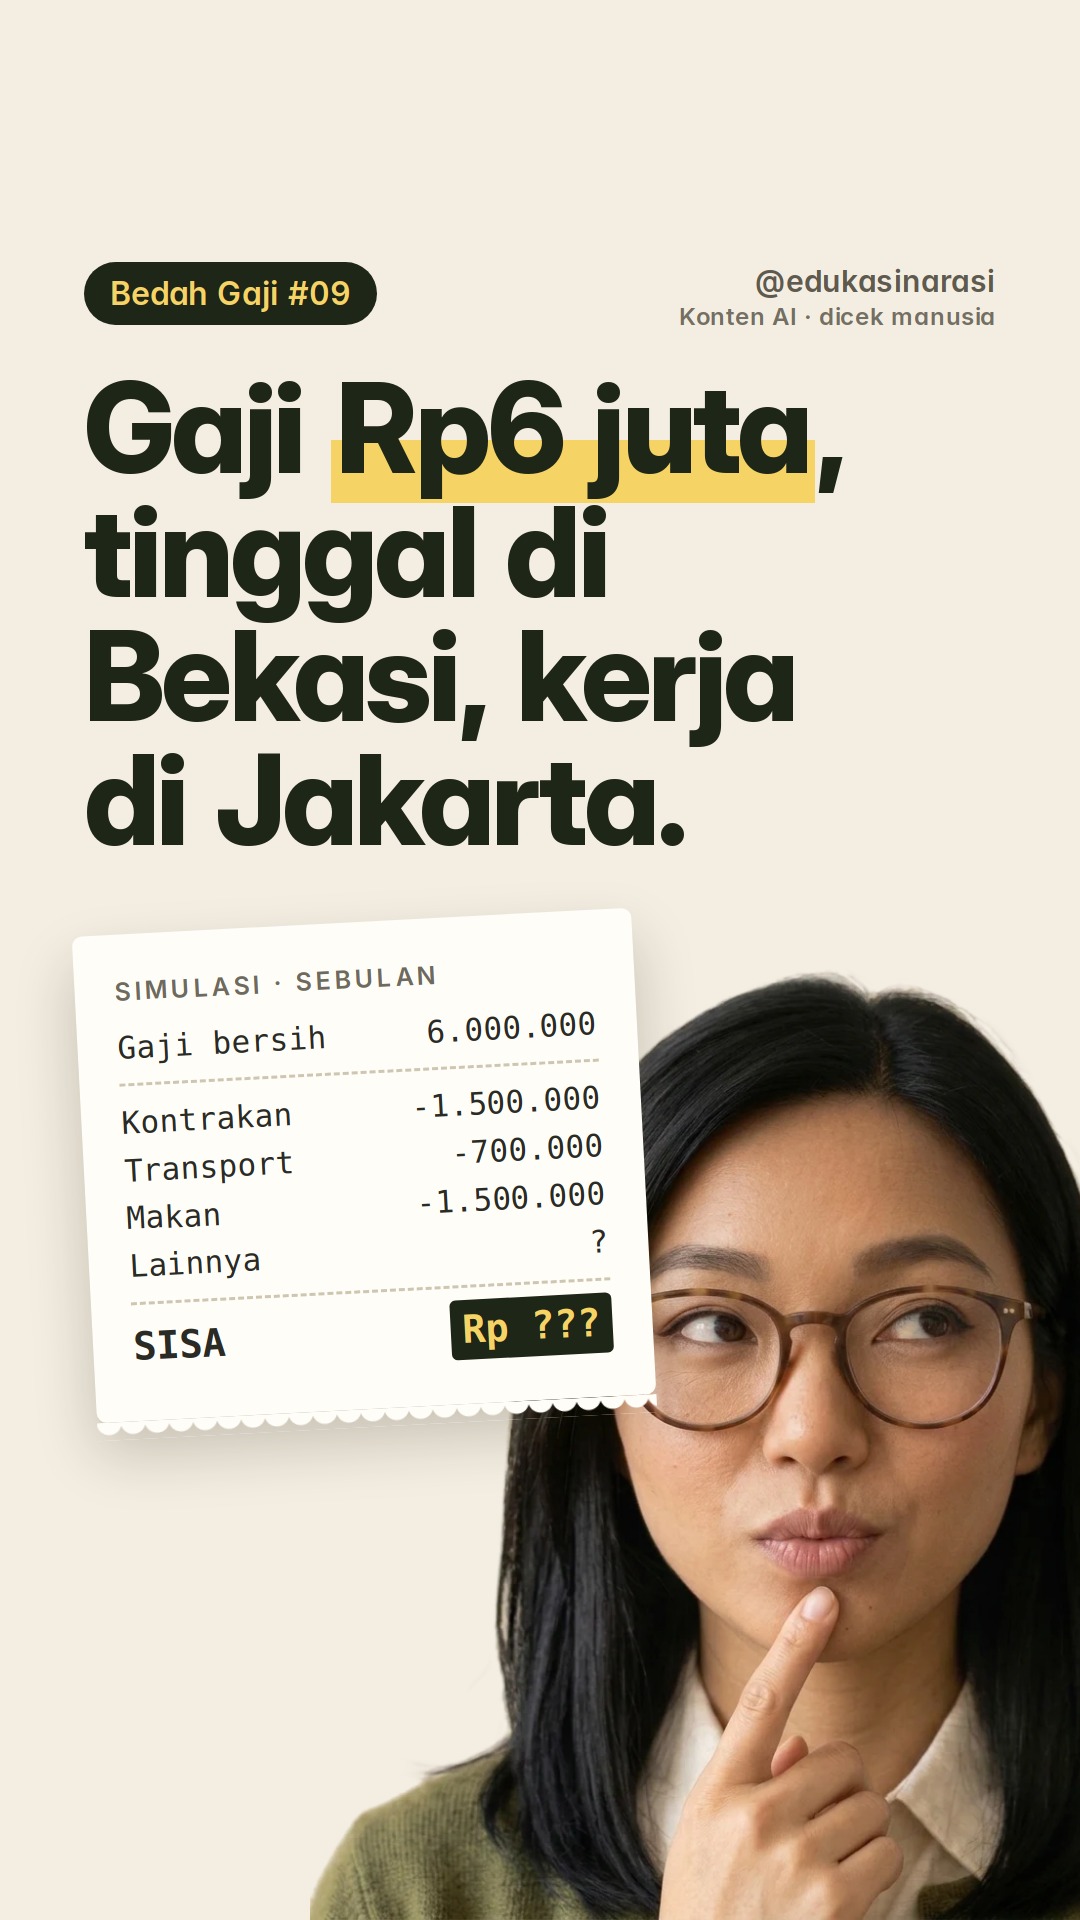 Bedah Gaji #09
@edukasinarasi
Konten AI · dicek manusia
Gaji Rp6 juta,
tinggal di
Bekasi, kerja
di Jakarta.
SIMULASI · SEBULAN
Gaji bersih 6.000.000
Kontrakan -1.500.000
Transport -700.000
Makan -1.500.000
Lainnya ?
SISA Rp ???